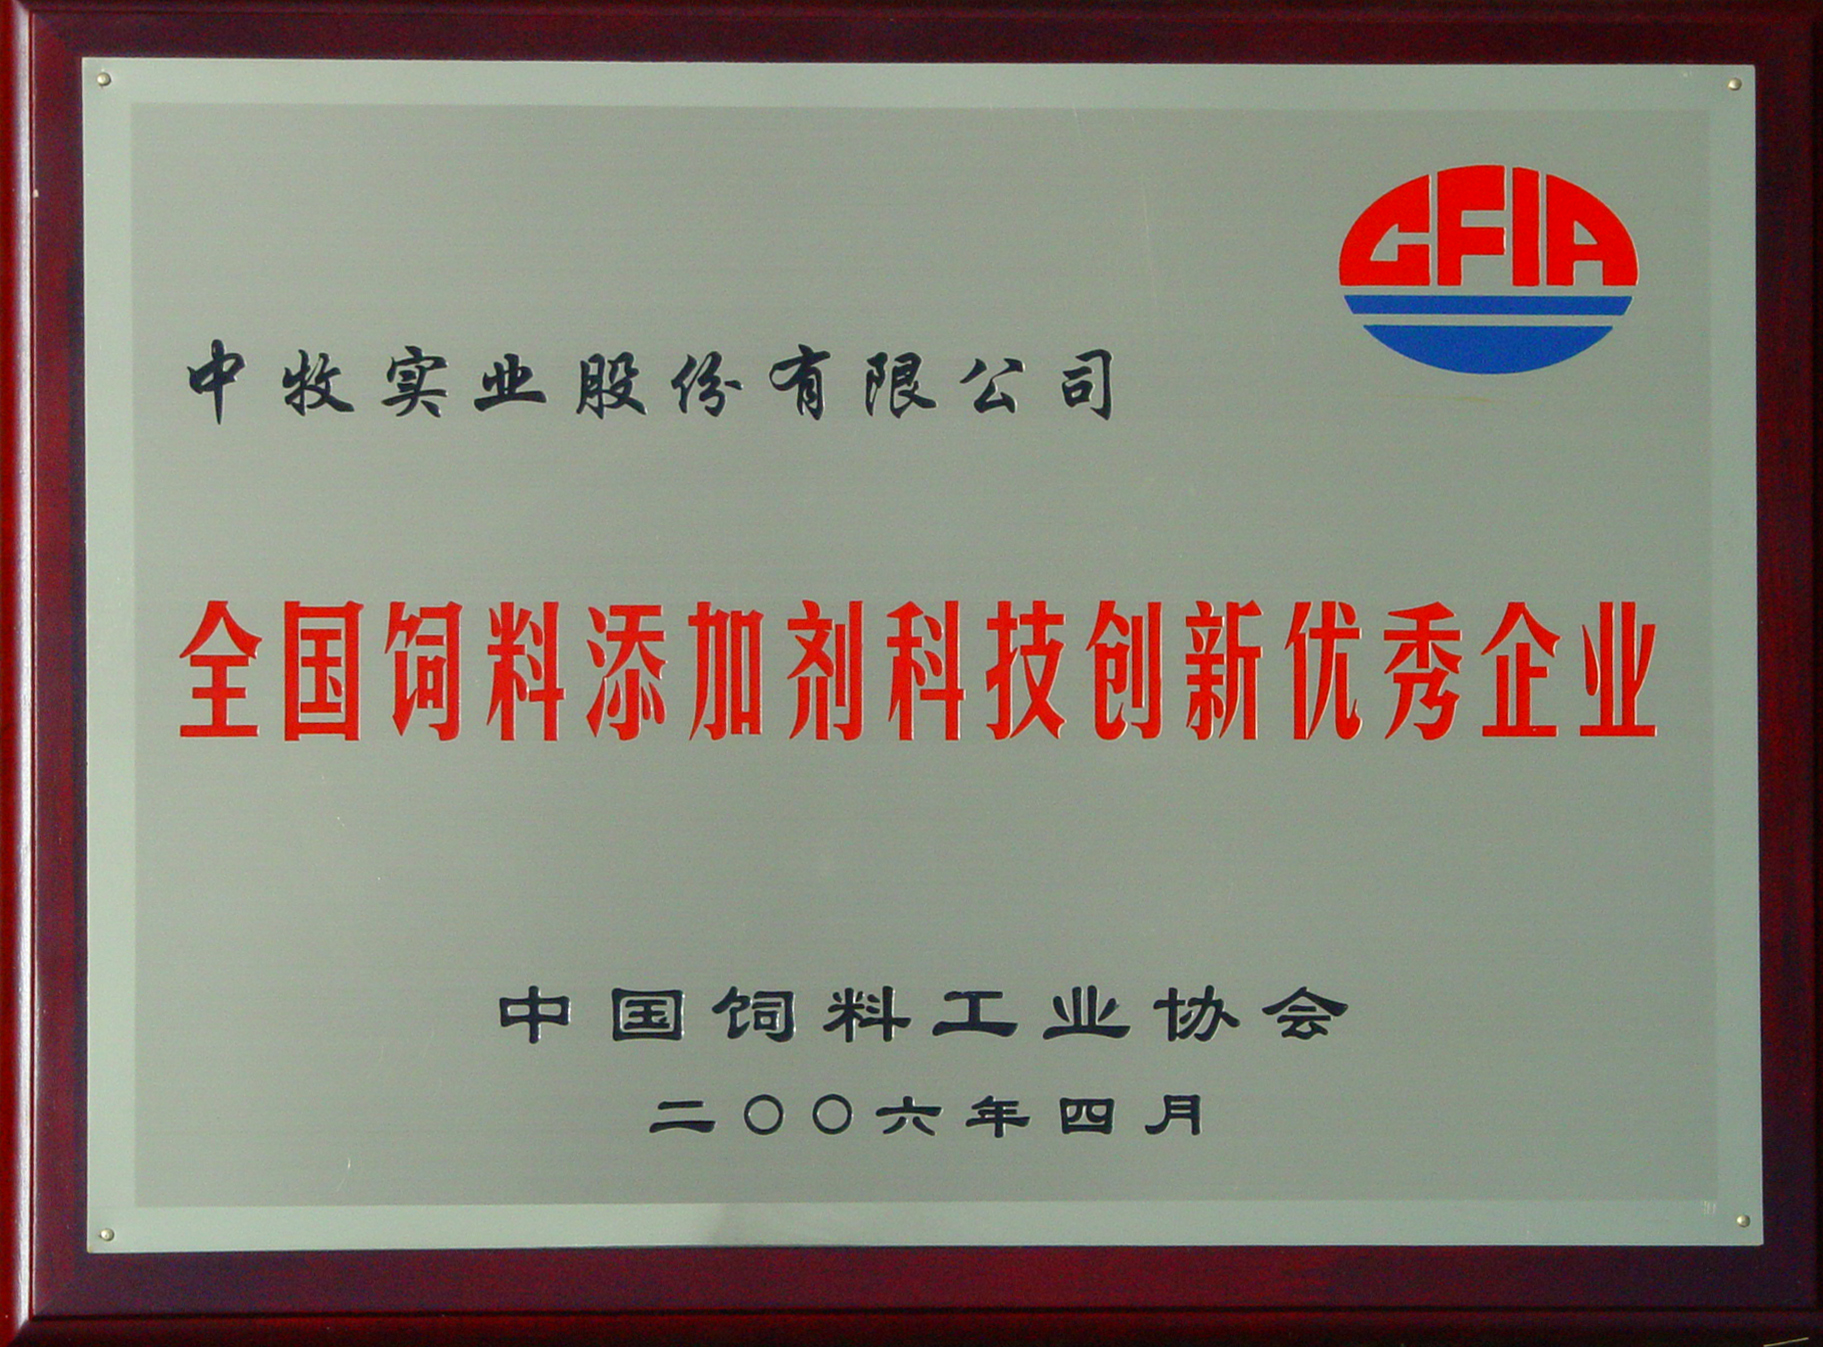 CFIA
中牧实业股份有限公司
全国饲料添加剂科技创新优秀企业
中国饲料工业协会
二〇〇六年四月